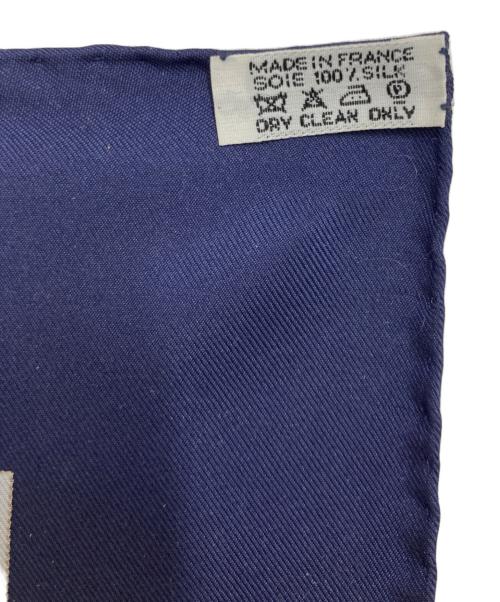 MADE IN FRANCE
SOIE 100% SILK
P
DRY CLEAN ONLY